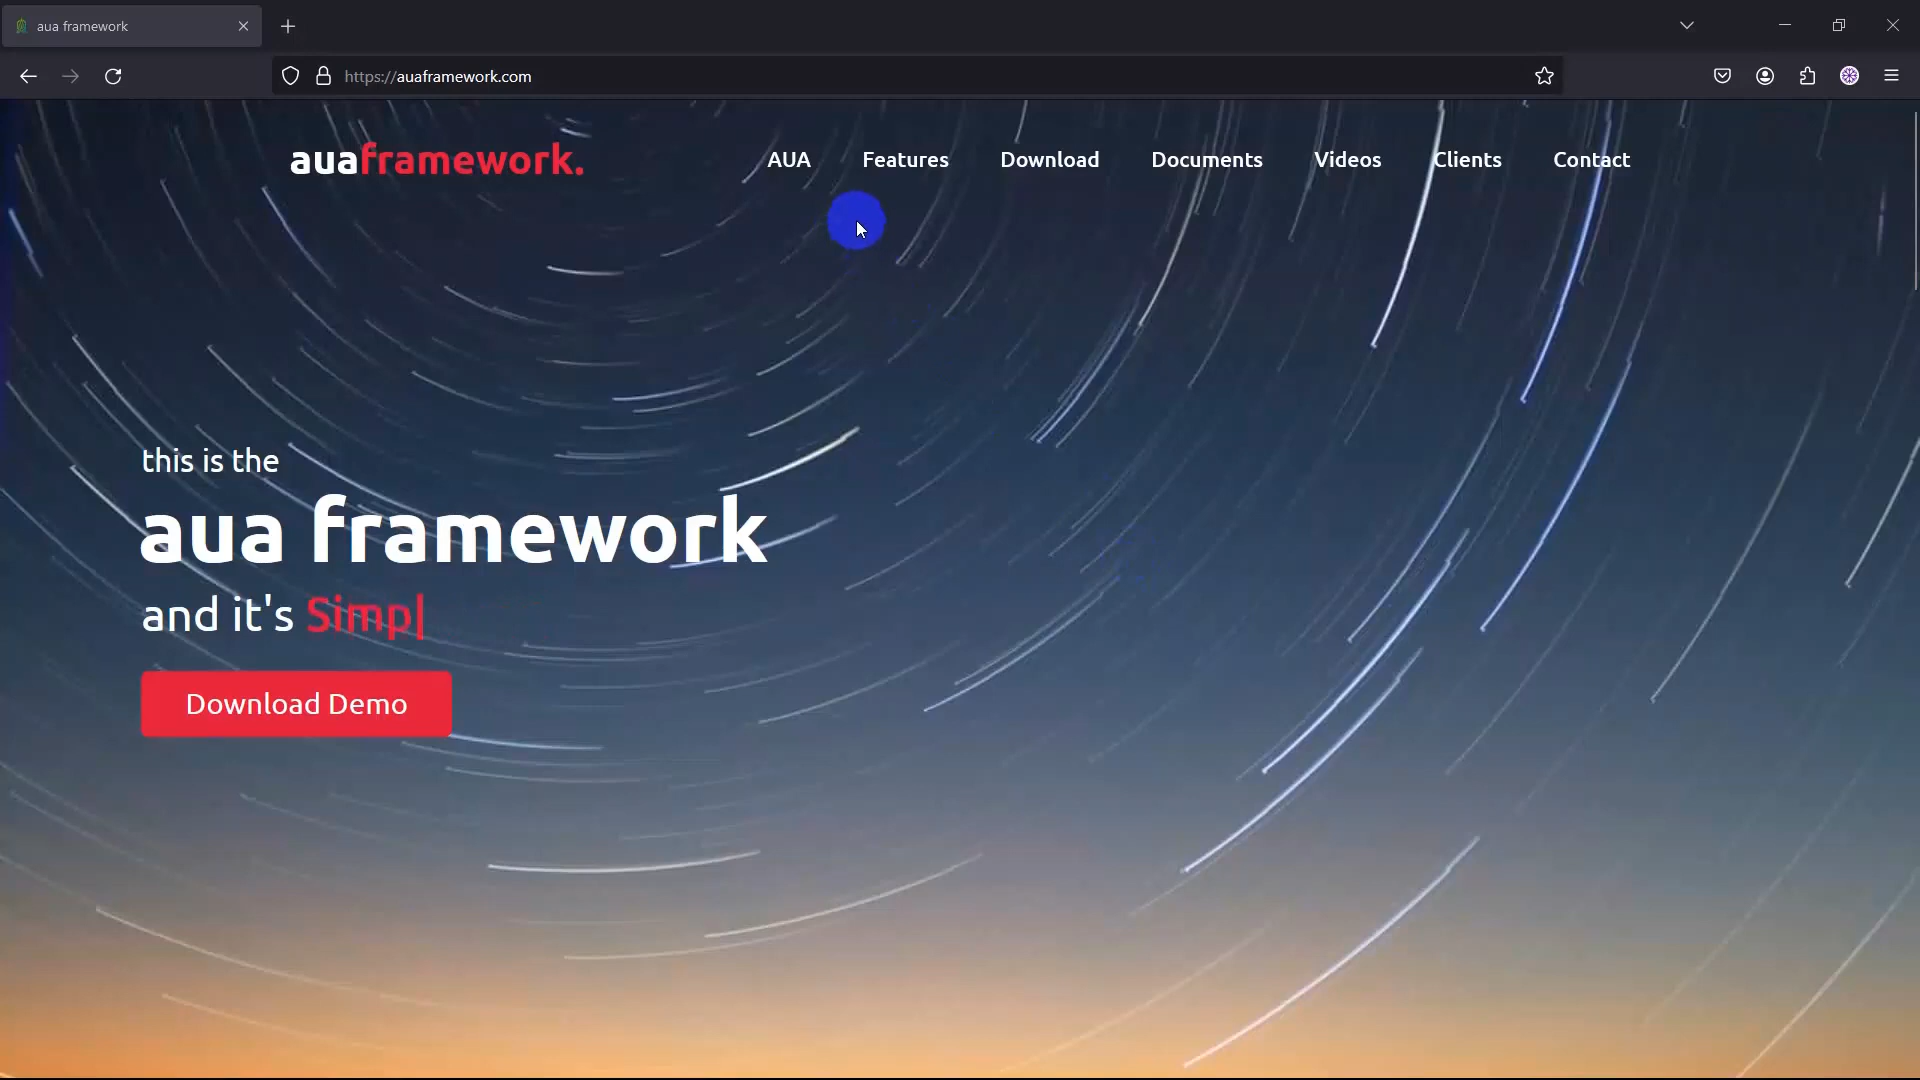 aua framework
https://auaframework.com
auaframework.
AUA
Features
Download
Documents
Videos
Clients
Contact
this is the
aua framework
and it's Simp|
Download Demo